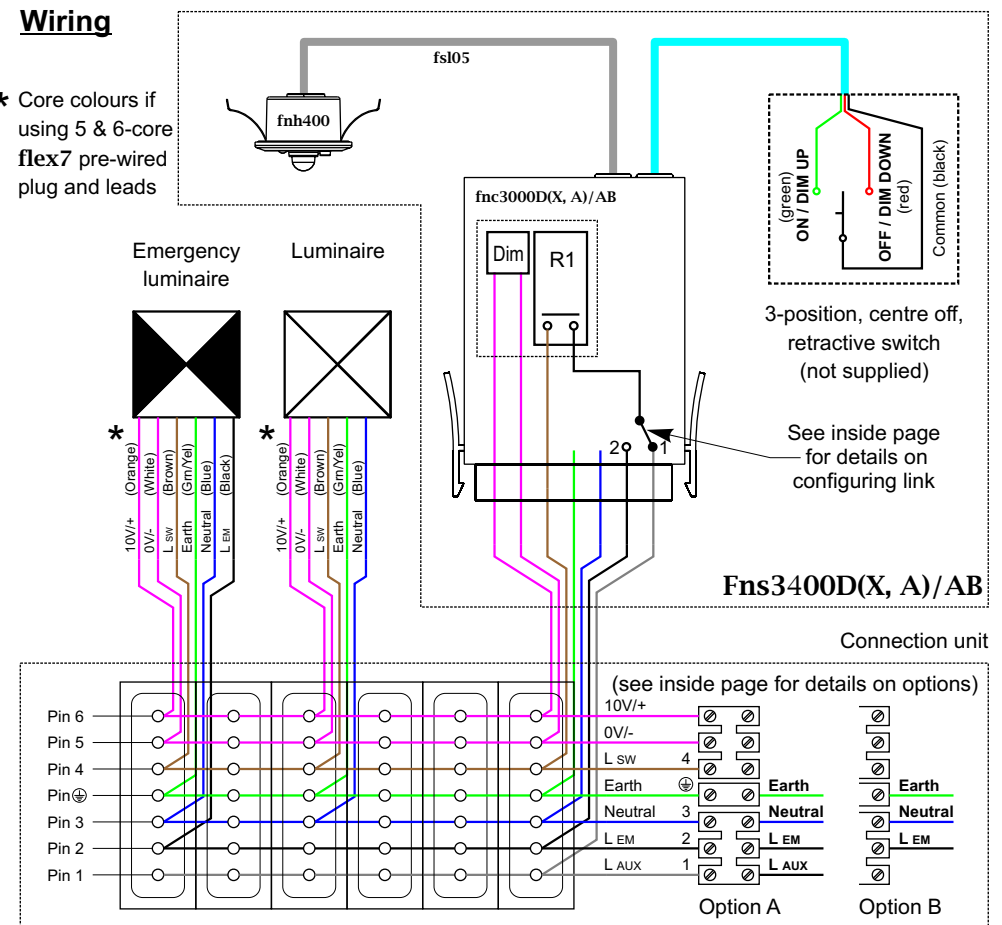 Wiring
* Core colours if
using 5 & 6-core
flex7 pre-wired
plug and leads
fsl05
fnh400
fnc3000D(X, A)/AB
Dim
R1
2
1
(green)
ON / DIM UP
OFF / DIM DOWN
(red)
Common (black)
3-position, centre off,
retractive switch
(not supplied)
See inside page
for details on
configuring link
Fns3400D(X, A)/AB
Emergency
luminaire
Luminaire
*
10V/+ (Orange)
0V/- (White)
L SW (Brown)
Earth (Grn/Yel)
Neutral (Blue)
L EM (Black)
*
10V/+ (Orange)
0V/- (White)
L SW (Brown)
Earth (Grn/Yel)
Neutral (Blue)
Connection unit
(see inside page for details on options)
Pin 6
Pin 5
Pin 4
Pin
Pin 3
Pin 2
Pin 1
10V/+
0V/-
L SW 4
Earth
Neutral 3
L EM 2
L AUX 1
Earth
Neutral
L EM
L AUX
Option A
Earth
Neutral
L EM
Option B